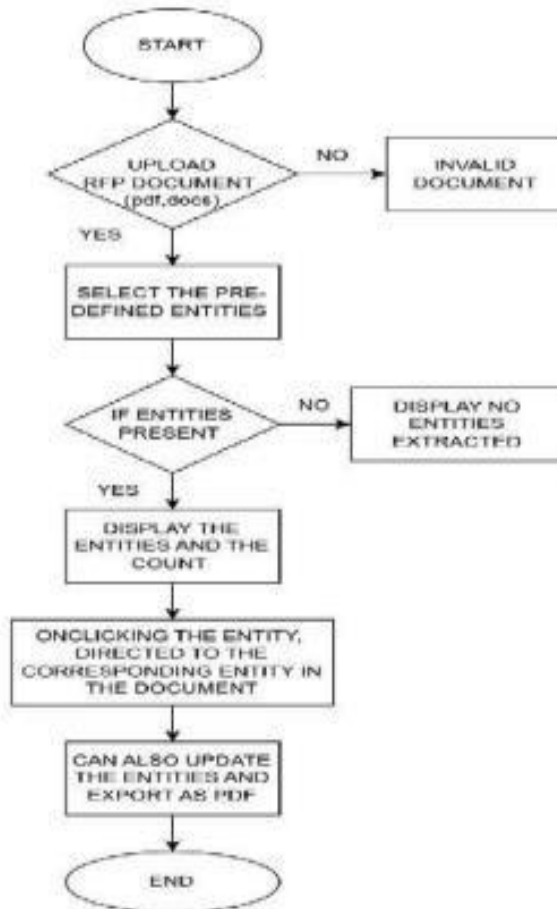 START
UPLOAD
RFP DOCUMENT
(pdf,docs)
NO
INVALID
DOCUMENT
YES
SELECT THE PRE-
DEFINED ENTITIES
IF ENTITIES
PRESENT
NO
DISPLAY NO
ENTITIES
EXTRACTED
YES
DISPLAY THE
ENTITIES AND THE
COUNT
ONCLICKING THE ENTITY,
DIRECTED TO THE
CORRESPONDING ENTITY IN
THE DOCUMENT
CAN ALSO UPDATE
THE ENTITIES AND
EXPORT AS PDF
END